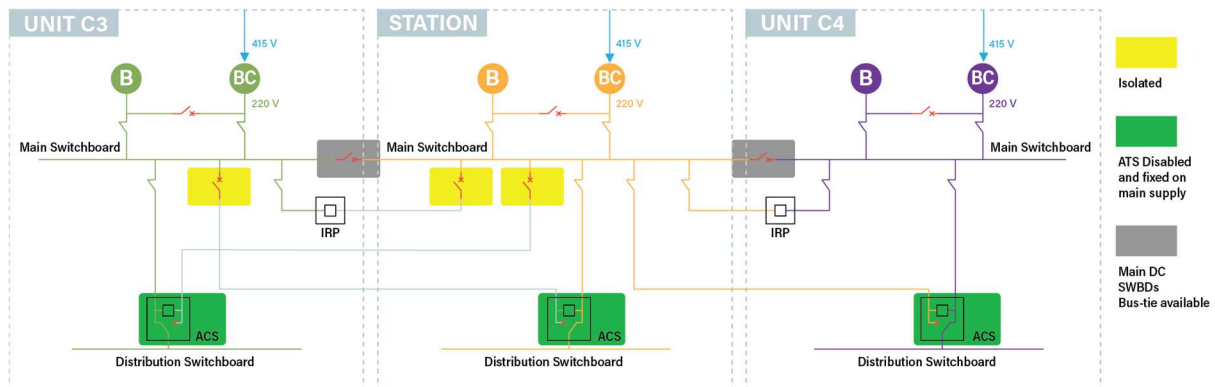 UNIT C3
STATION
UNIT C4
415 V
415 V
415 V
B
BC
B
BC
B
BC
220 V
220 V
220 V
Main Switchboard
Main Switchboard
Main Switchboard
IRP
IRP
ACS
ACS
ACS
Distribution Switchboard
Distribution Switchboard
Distribution Switchboard
Isolated
ATS Disabled
and fixed on
main supply
Main DC
SWBDs
Bus-tie available